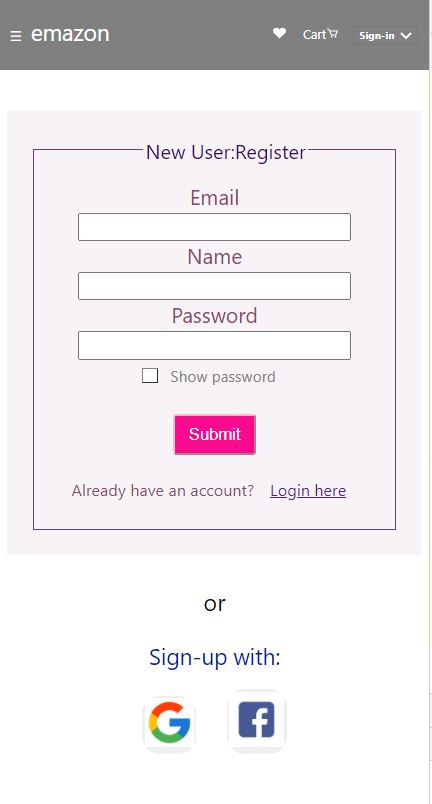 ☰ emazon Cart Sign-in
New User:Register
Email
Name
Password
Show password
Submit
Already have an account? Login here
or
Sign-up with: